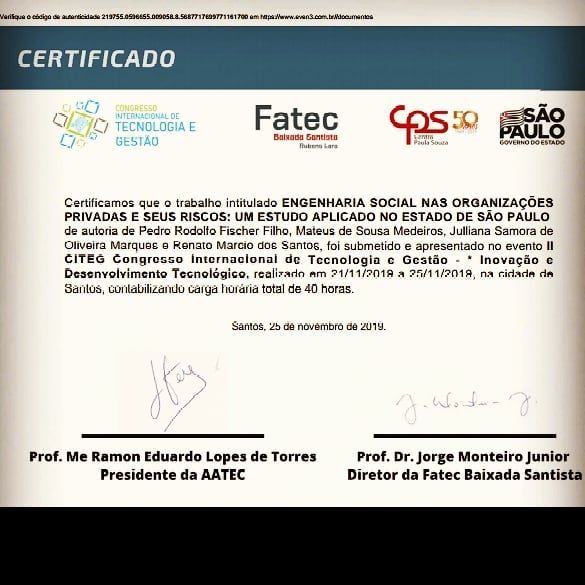 Verifique o código de autenticidade 219755.0596655.009058.8.5687717699771161700 em https://www.even3.com.br//documentos
CERTIFICADO
CONGRESSO
INTERNACIONAL DE
TECNOLOGIA E
GESTÃO
Fatec
Baixada Santista
Rubens Lara
CPS 50
Centro
Paula Souza
SÃO
PAULO
GOVERNO DO ESTADO
Certificamos que o trabalho intitulado ENGENHARIA SOCIAL NAS ORGANIZAÇÕES
PRIVADAS E SEUS RISCOS: UM ESTUDO APLICADO NO ESTADO DE SÃO PAULO
de autoria de Pedro Rodolfo Fischer Filho, Mateus de Sousa Medeiros, Julliana Samora de
Oliveira Marques e Renato Marcio dos Santos, foi submetido e apresentado no evento II
CITEG Congresso Internacional de Tecnologia e Gestão - * Inovação e
Desenvolvimento Tecnológico, realizado em 21/11/2019 a 25/11/2019, na cidade de
Santos, contabilizando carga horária total de 40 horas.
Santos, 25 de novembro de 2019.
Prof. Me Ramon Eduardo Lopes de Torres
Presidente da AATEC
Prof. Dr. Jorge Monteiro Junior
Diretor da Fatec Baixada Santista